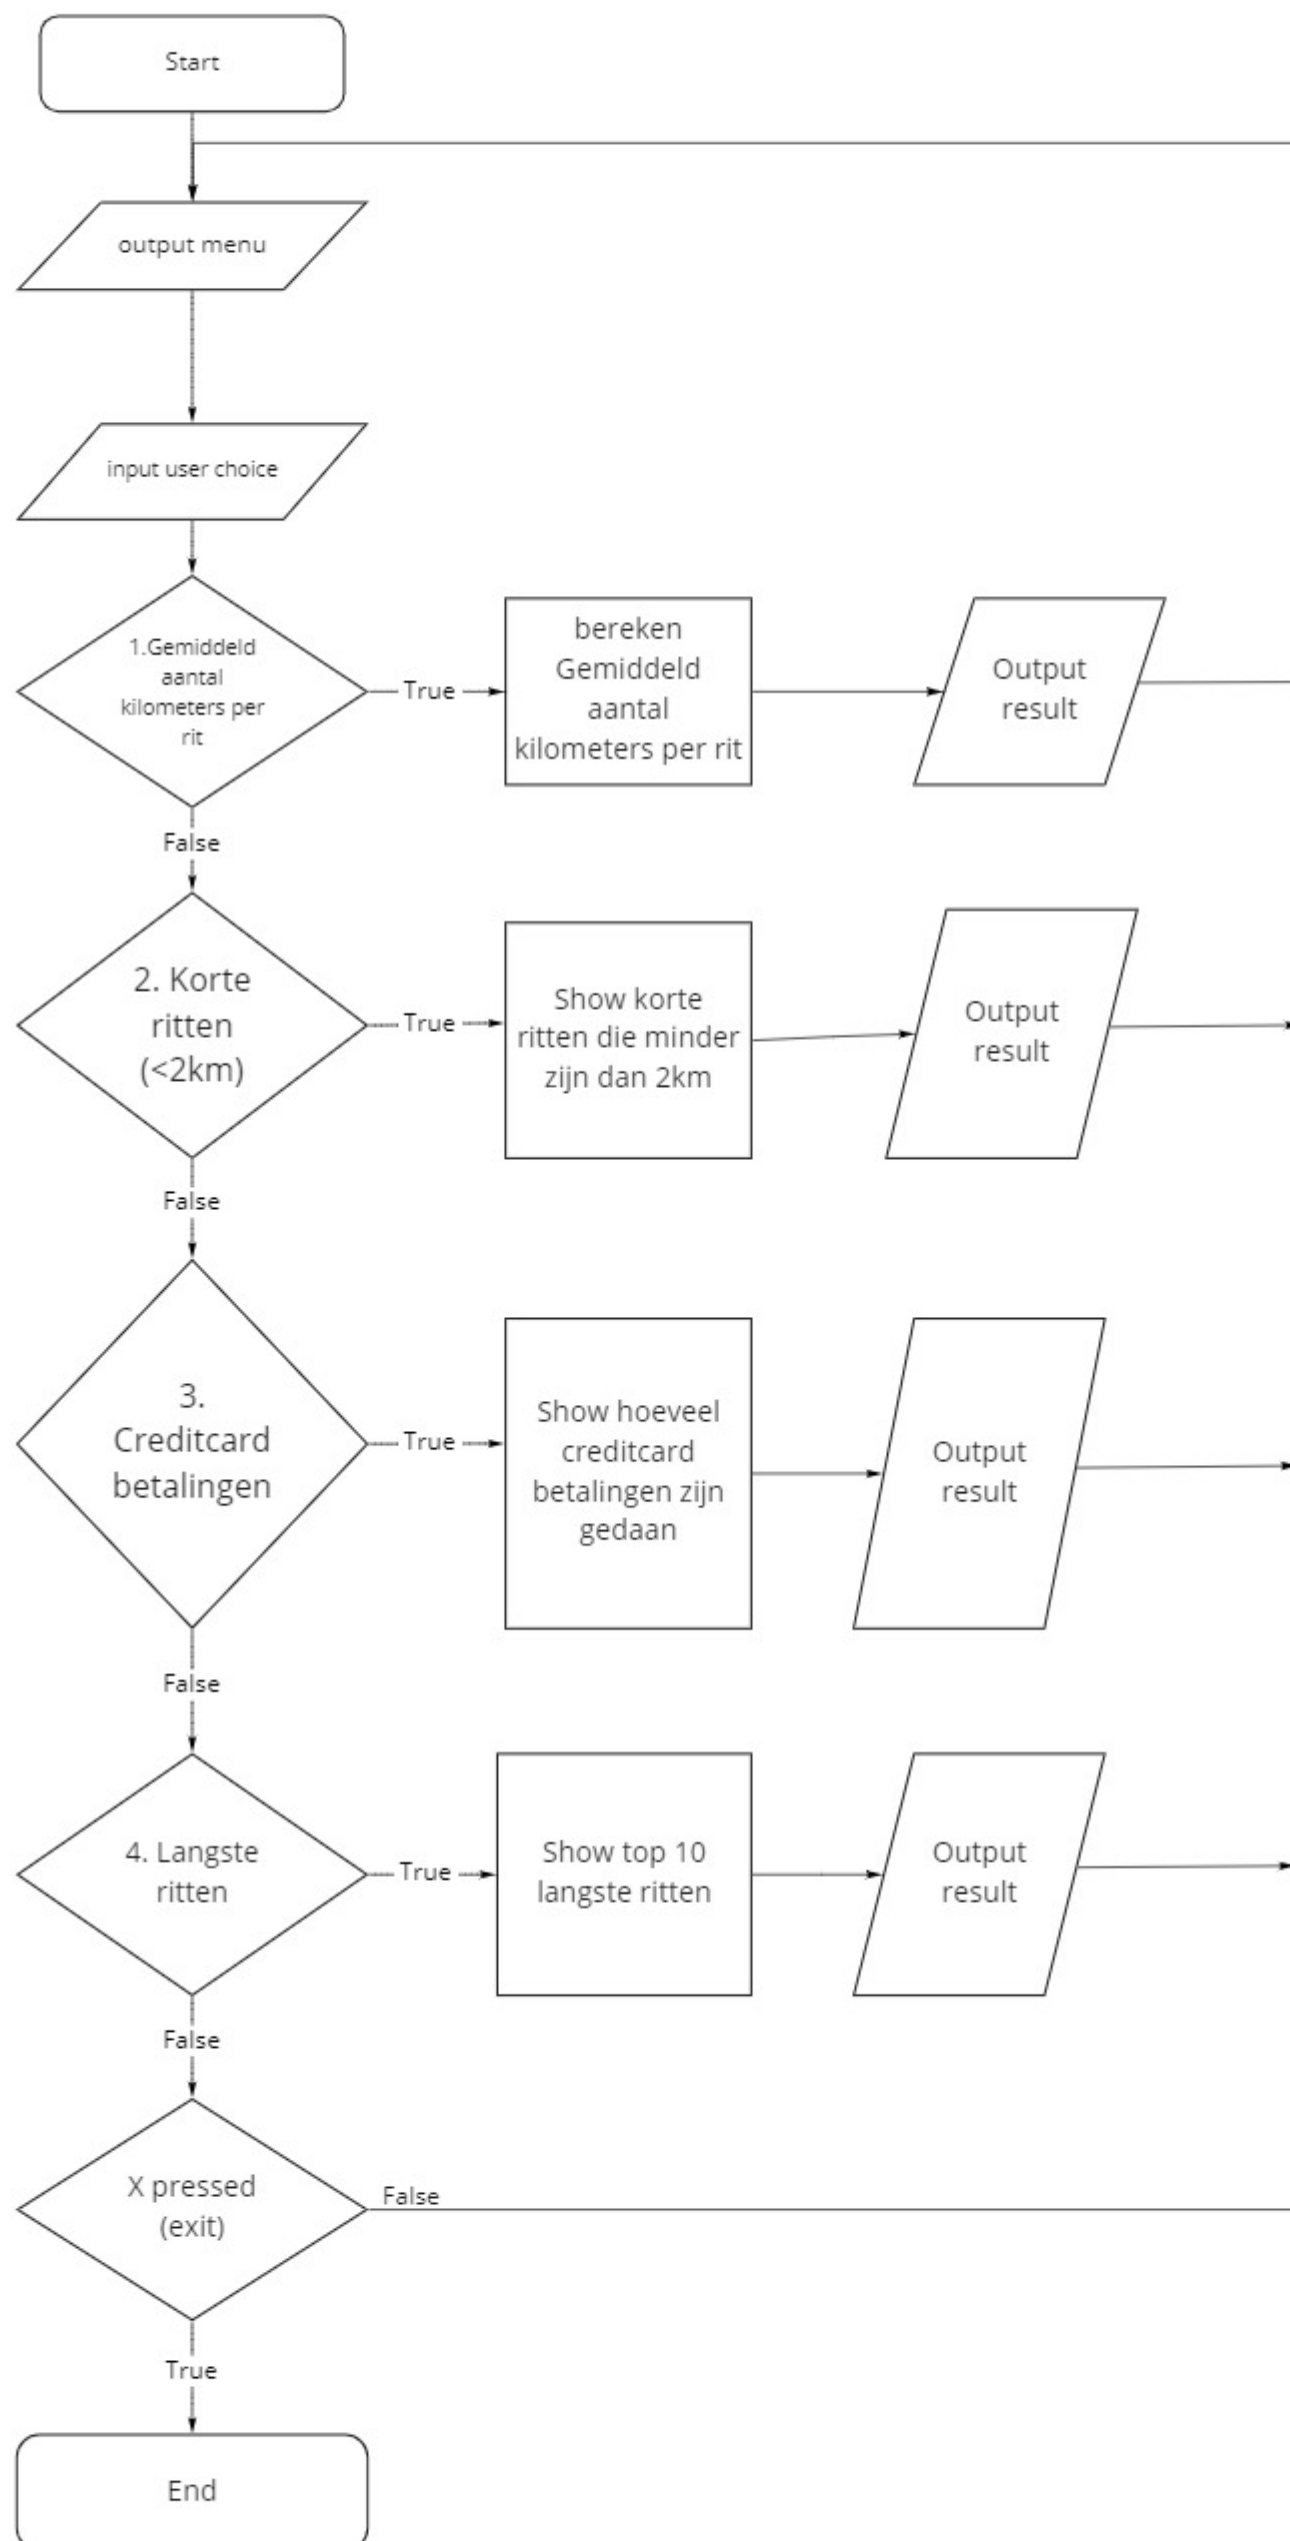 Start
output menu
input user choice
1.Gemiddeld
aantal
kilometers per
rit
True
bereken
Gemiddeld
aantal
kilometers per rit
Output
result
False
2. Korte
ritten
(<2km)
True
Show korte
ritten die minder
zijn dan 2km
Output
result
False
3.
Creditcard
betalingen
True
Show hoeveel
creditcard
betalingen zijn
gedaan
Output
result
False
4. Langste
ritten
True
Show top 10
langste ritten
Output
result
False
X pressed
(exit)
False
True
End